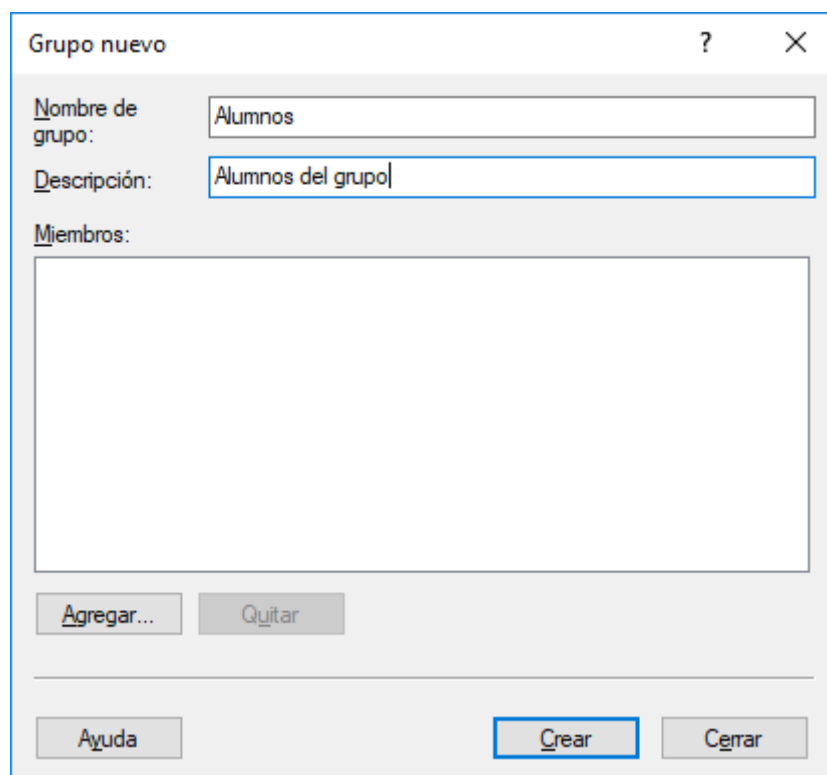 Grupo nuevo ?
Nombre de
grupo:
Alumnos
Descripción: Alumnos del grupo
Miembros:
Agregar... Quitar
Ayuda Crear Cerrar